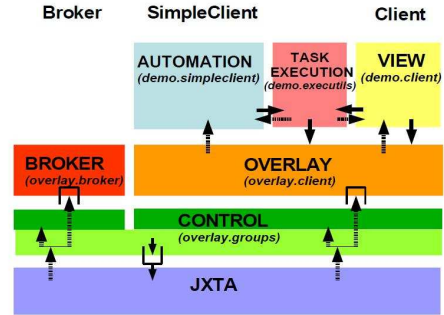 Broker SimpleClient Client
AUTOMATION
(demo.simpleclient)
TASK
EXECUTION
(demo.executils)
VIEW
(demo.client)
BROKER
(overlay.broker)
OVERLAY
(overlay.client)
CONTROL
(overlay.groups)
JXTA